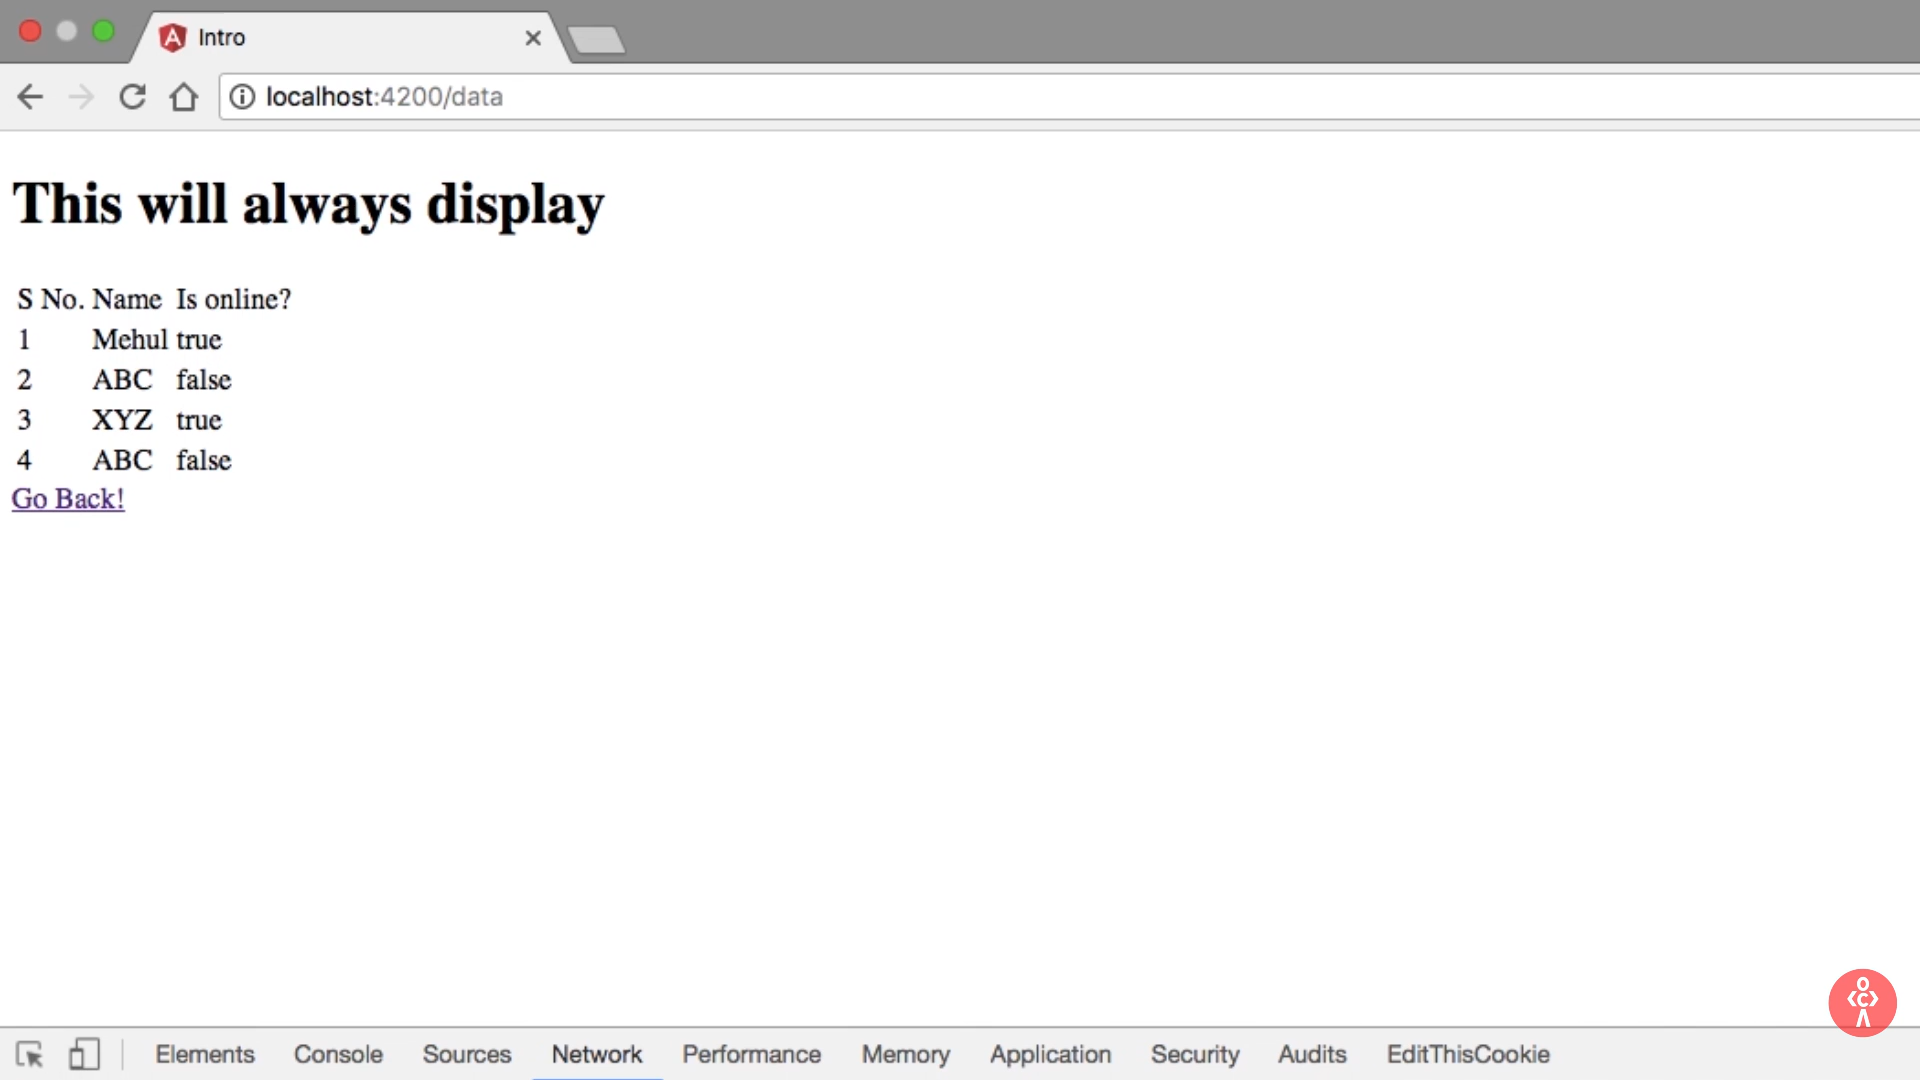 Intro
localhost:4200/data
This will always display
S No. Name Is online?
1 Mehul true
2 ABC false
3 XYZ true
4 ABC false
Go Back!
Elements Console Sources Network Performance Memory Application Security Audits EditThisCookie